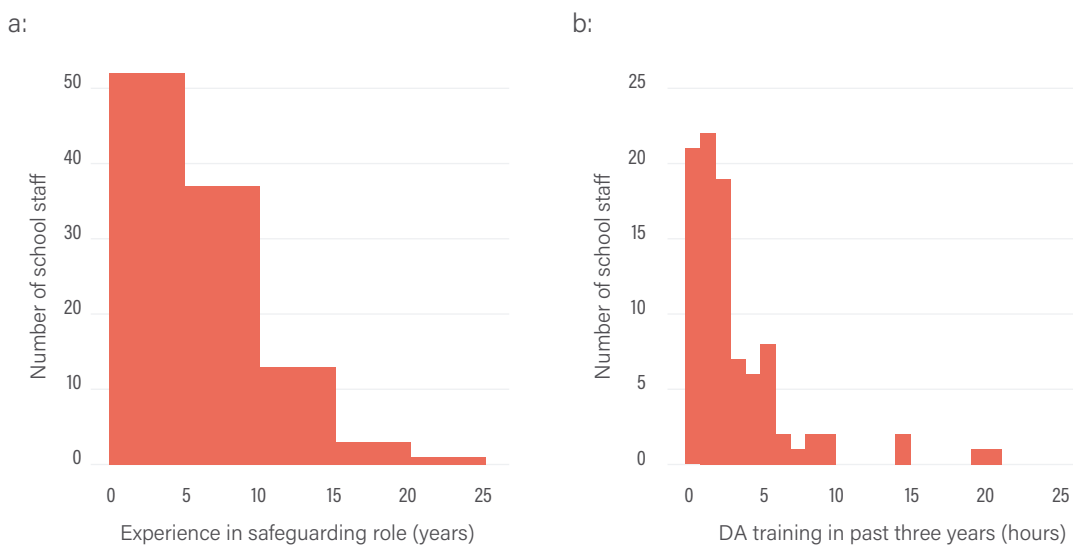 a:
Number of school staff
50
40
30
20
10
0
0 5 10 15 20 25
Experience in safeguarding role (years)
b:
Number of school staff
25
20
15
10
5
0
0 5 10 15 20 25
DA training in past three years (hours)